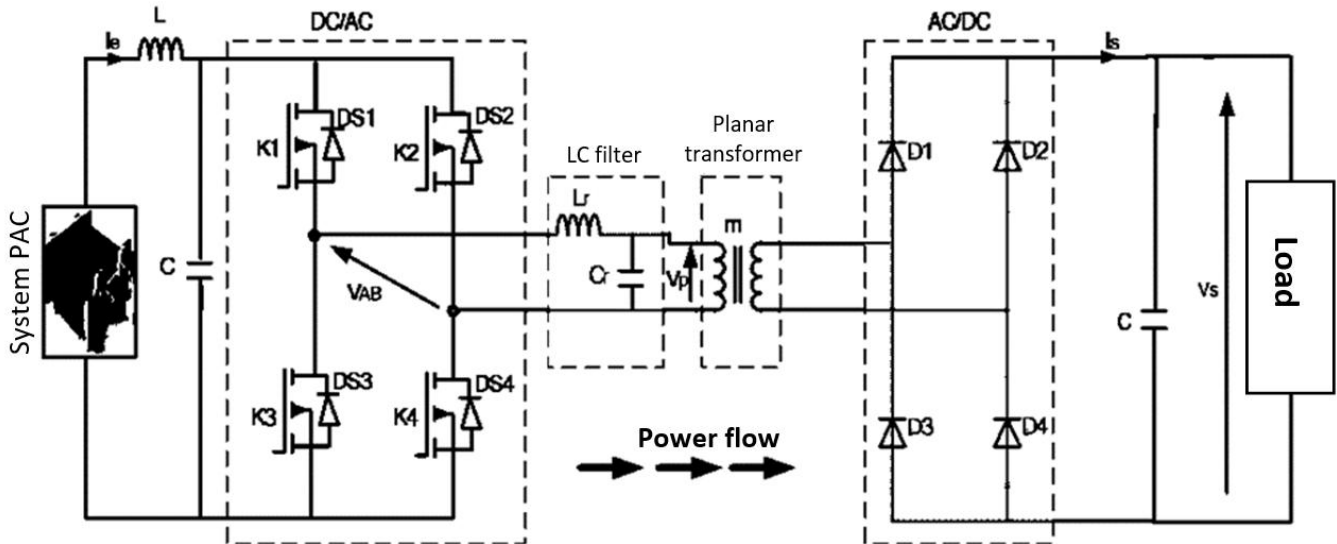 L
Ie
DC/AC
AC/DC
Is
DS1
DS2
K1
K2
LC filter
Planar
transformer
D1
D2
Lr
m
System PAC
C
VAB
Cr
Vp
C
Vs
Load
DS3
DS4
K3
K4
D3
D4
Power flow